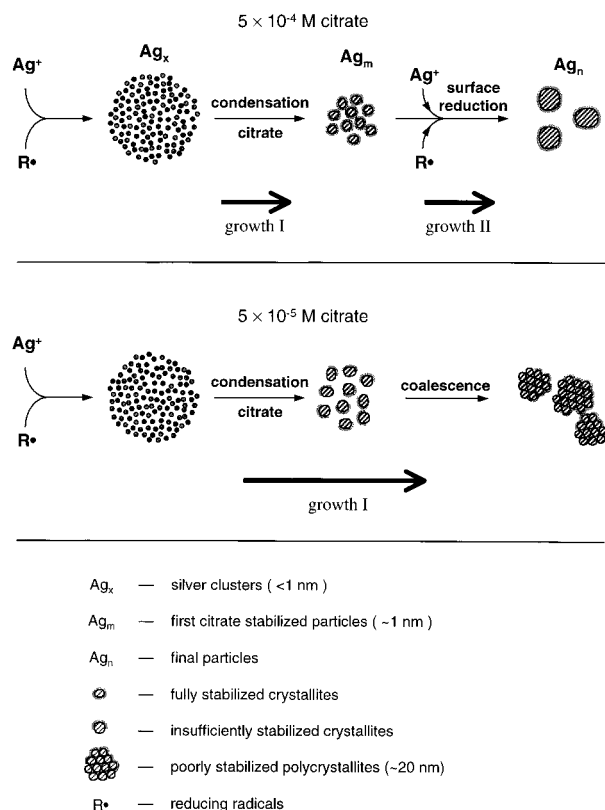 5 × 10⁻⁴ M citrate
Agₓ Agₘ Agₙ
Ag⁺ Ag⁺
condensation surface
reduction
citrate
R• R•
growth I growth II
5 × 10⁻⁵ M citrate
Ag⁺
condensation coalescence
citrate
R•
growth I
Agₓ — silver clusters ( <1 nm )
Agₘ — first citrate stabilized particles ( ~1 nm )
Agₙ — final particles
— fully stabilized crystallites
— insufficiently stabilized crystallites
— poorly stabilized polycrystallites (~20 nm)
R• — reducing radicals